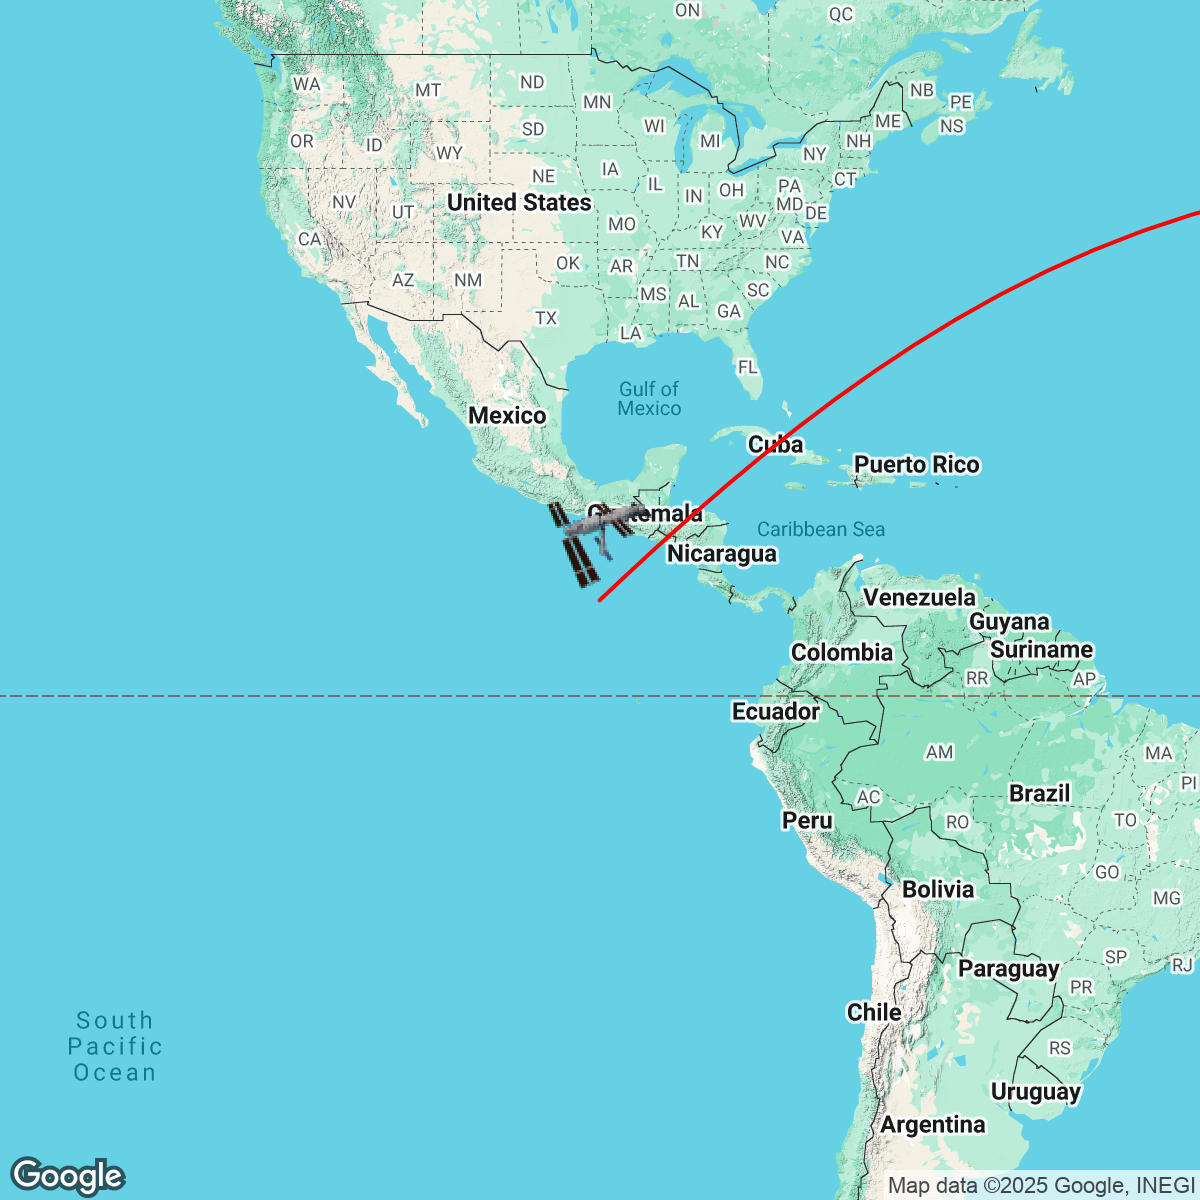 ON
QC
WA
MT
ND
MN
NB
PE
NS
ME
OR
ID
SD
WI
MI
NH
NY
WY
IA
NE
CT
NV
UT
United States
IL
IN
OH
PA
MD
DE
MO
WV
KY
VA
CA
AZ
NM
OK
AR
TN
NC
MS
AL
SC
GA
TX
LA
FL
Gulf of
Mexico
Mexico
Cuba
Puerto Rico
Guatemala
Caribbean Sea
Nicaragua
Venezuela
Guyana
Suriname
Colombia
RR
AP
Ecuador
AM
MA
PI
Brazil
AC
Peru
RO
TO
GO
Bolivia
MG
SP
RJ
Paraguay
PR
Chile
South
Pacific
Ocean
RS
Uruguay
Argentina
Google
Map data ©2025 Google, INEGI